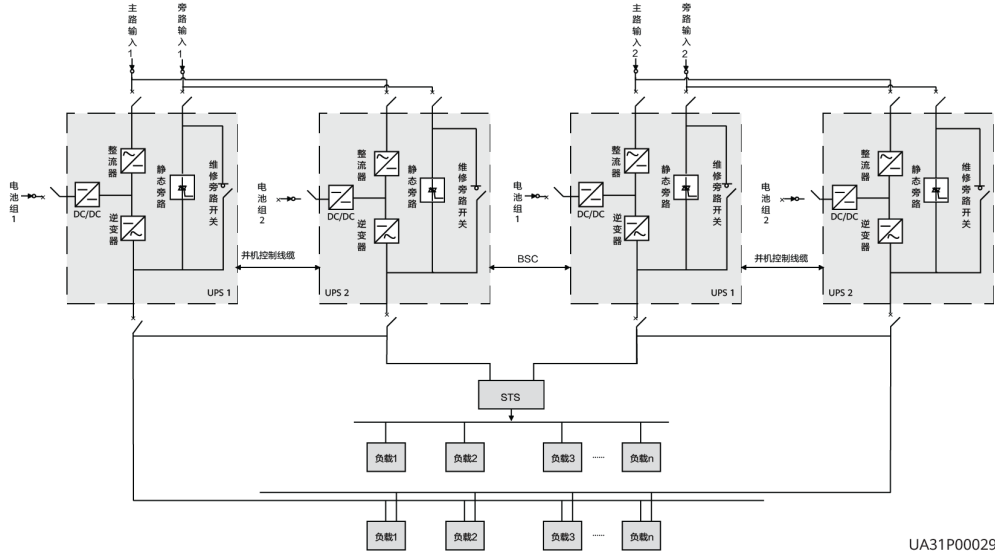 主路输入1
旁路输入1
主路输入2
旁路输入2
电池组1
整流器
DC/DC
逆变器
静态旁路
维修旁路开关
UPS 1
并机控制线缆
电池组2
整流器
DC/DC
逆变器
静态旁路
维修旁路开关
UPS 2
BSC
电池组1
整流器
DC/DC
逆变器
静态旁路
维修旁路开关
UPS 1
并机控制线缆
电池组2
整流器
DC/DC
逆变器
静态旁路
维修旁路开关
UPS 2
STS
负载1
负载2
负载3
......
负载n
负载1
负载2
负载3
......
负载n
UA31P00029